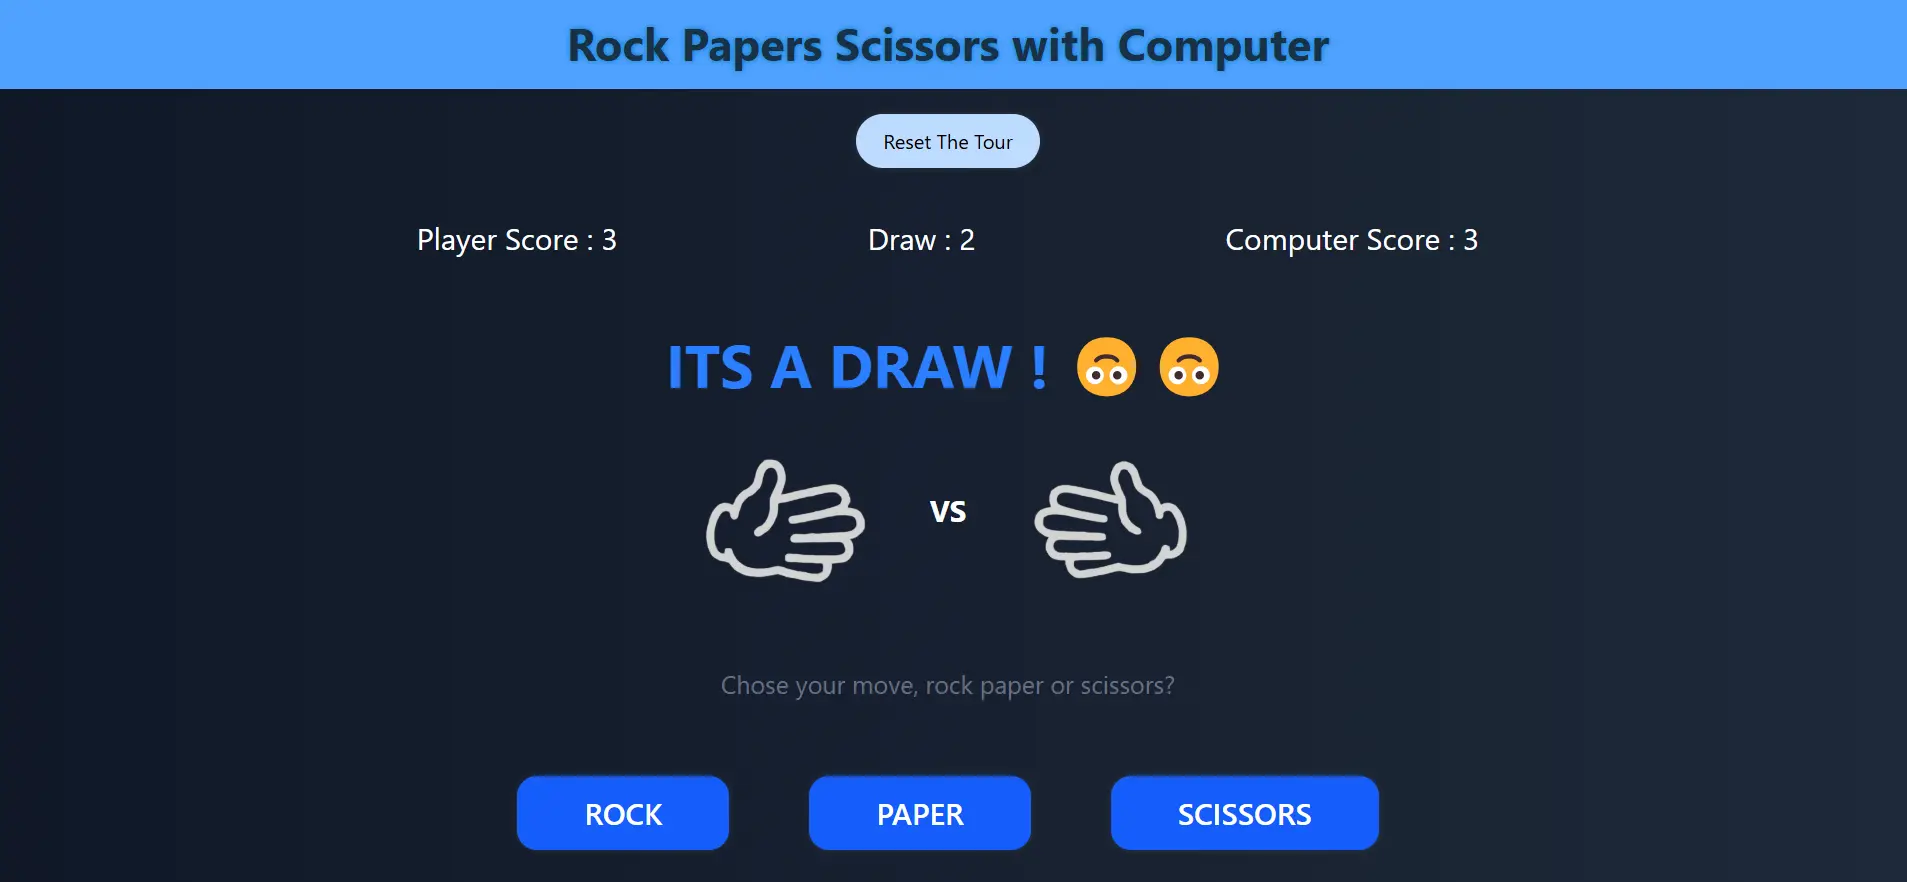 Rock Papers Scissors with Computer
Reset The Tour
Player Score : 3
Draw : 2
Computer Score : 3
ITS A DRAW ! 🙃 🙃
vs
Chose your move, rock paper or scissors?
ROCK
PAPER
SCISSORS